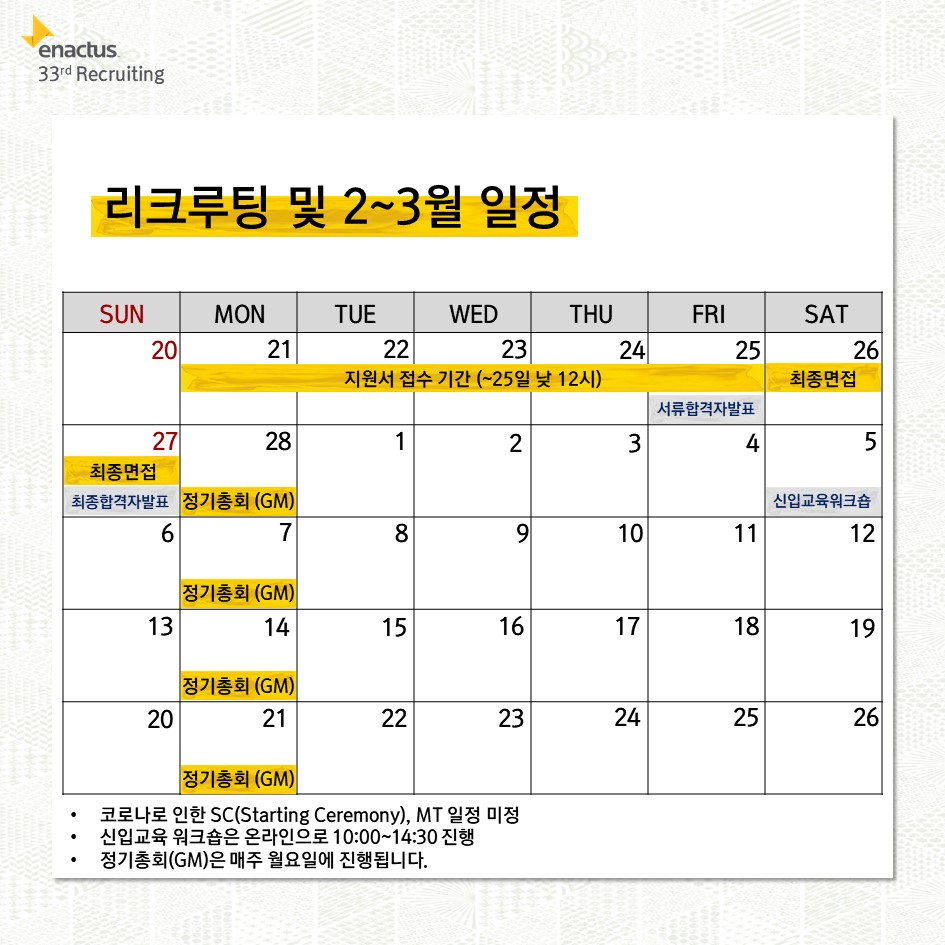 enactus
33rd Recruiting
리크루팅 및 2~3월 일정
SUN MON TUE WED THU FRI SAT
20 21 22 23 24 25 26
지원서 접수 기간 (~25일 낮 12시) 최종면접
서류합격자발표
27 28 1 2 3 4 5
최종면접
최종합격자발표 정기총회 (GM) 신입교육워크숍
6 7 8 9 10 11 12
정기총회 (GM)
13 14 15 16 17 18 19
정기총회 (GM)
20 21 22 23 24 25 26
정기총회 (GM)
• 코로나로 인한 SC(Starting Ceremony), MT 일정 미정
• 신입교육 워크숍은 온라인으로 10:00~14:30 진행
• 정기총회(GM)은 매주 월요일에 진행됩니다.